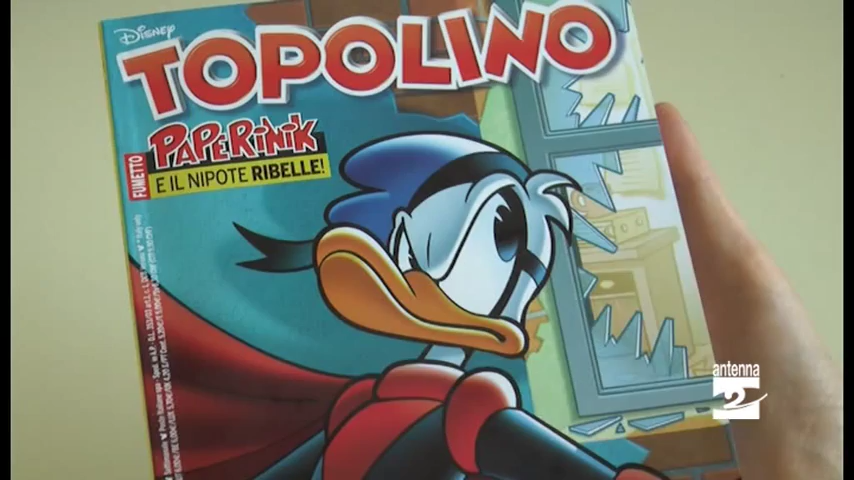 Disney
TOPOLINO
FUMETTO
PAPERINIK
E IL NIPOTE RIBELLE!
antenna
2